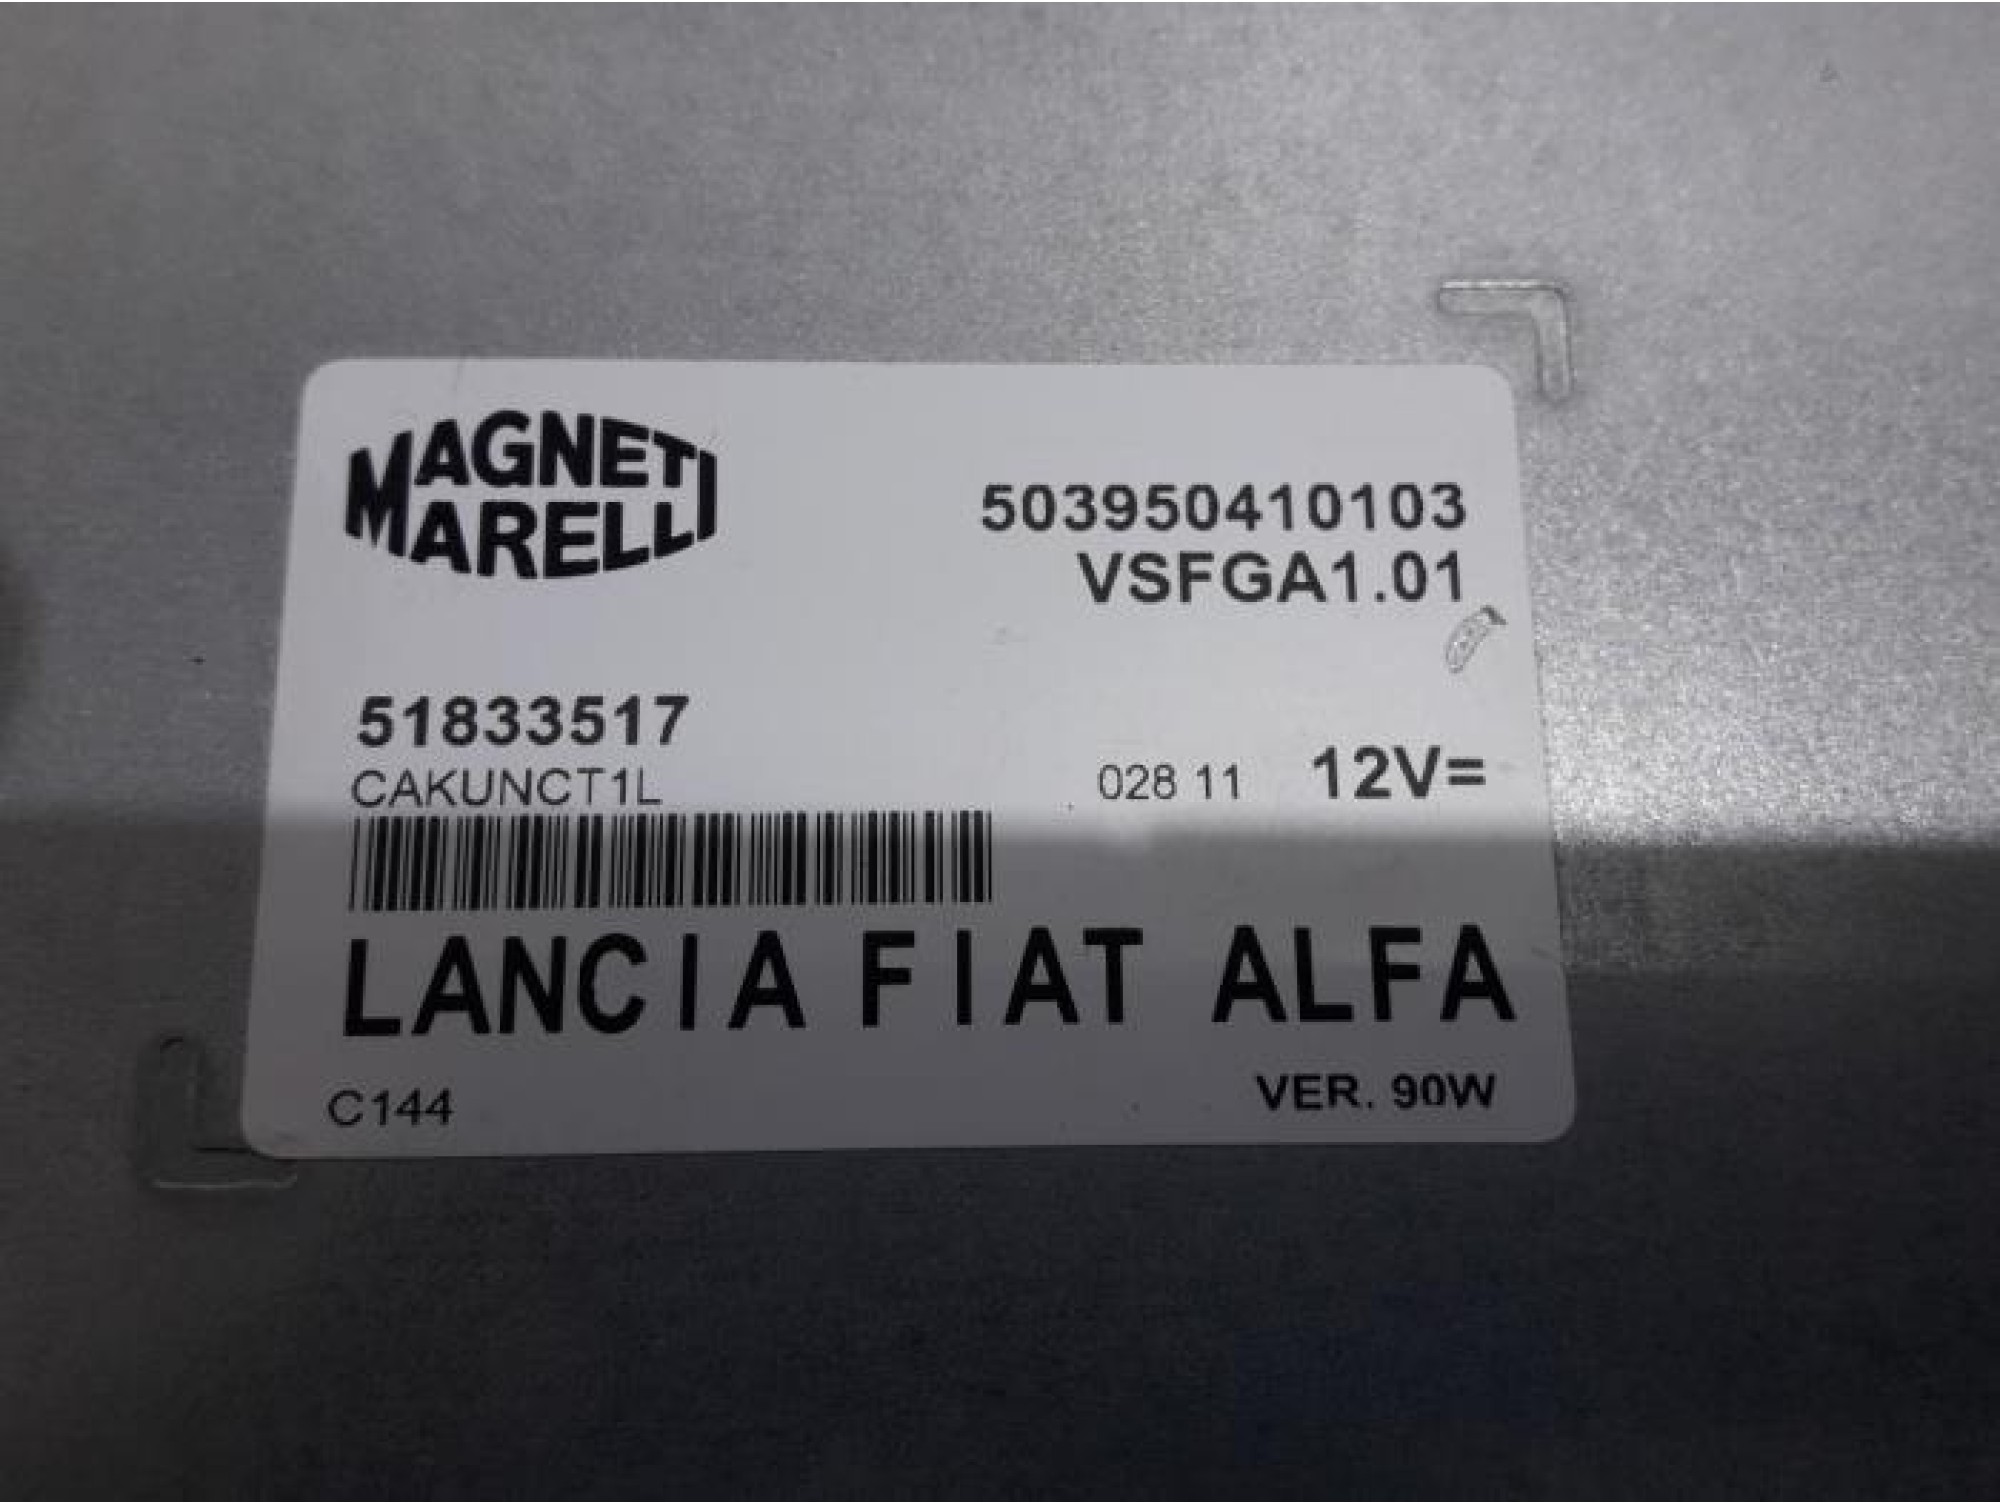 MAGNETI
MARELLI
503950410103
VSFGA1.01
51833517
CAKUNCT1L
028 11 12V=
LANCIA FIAT ALFA
C144
VER. 90W